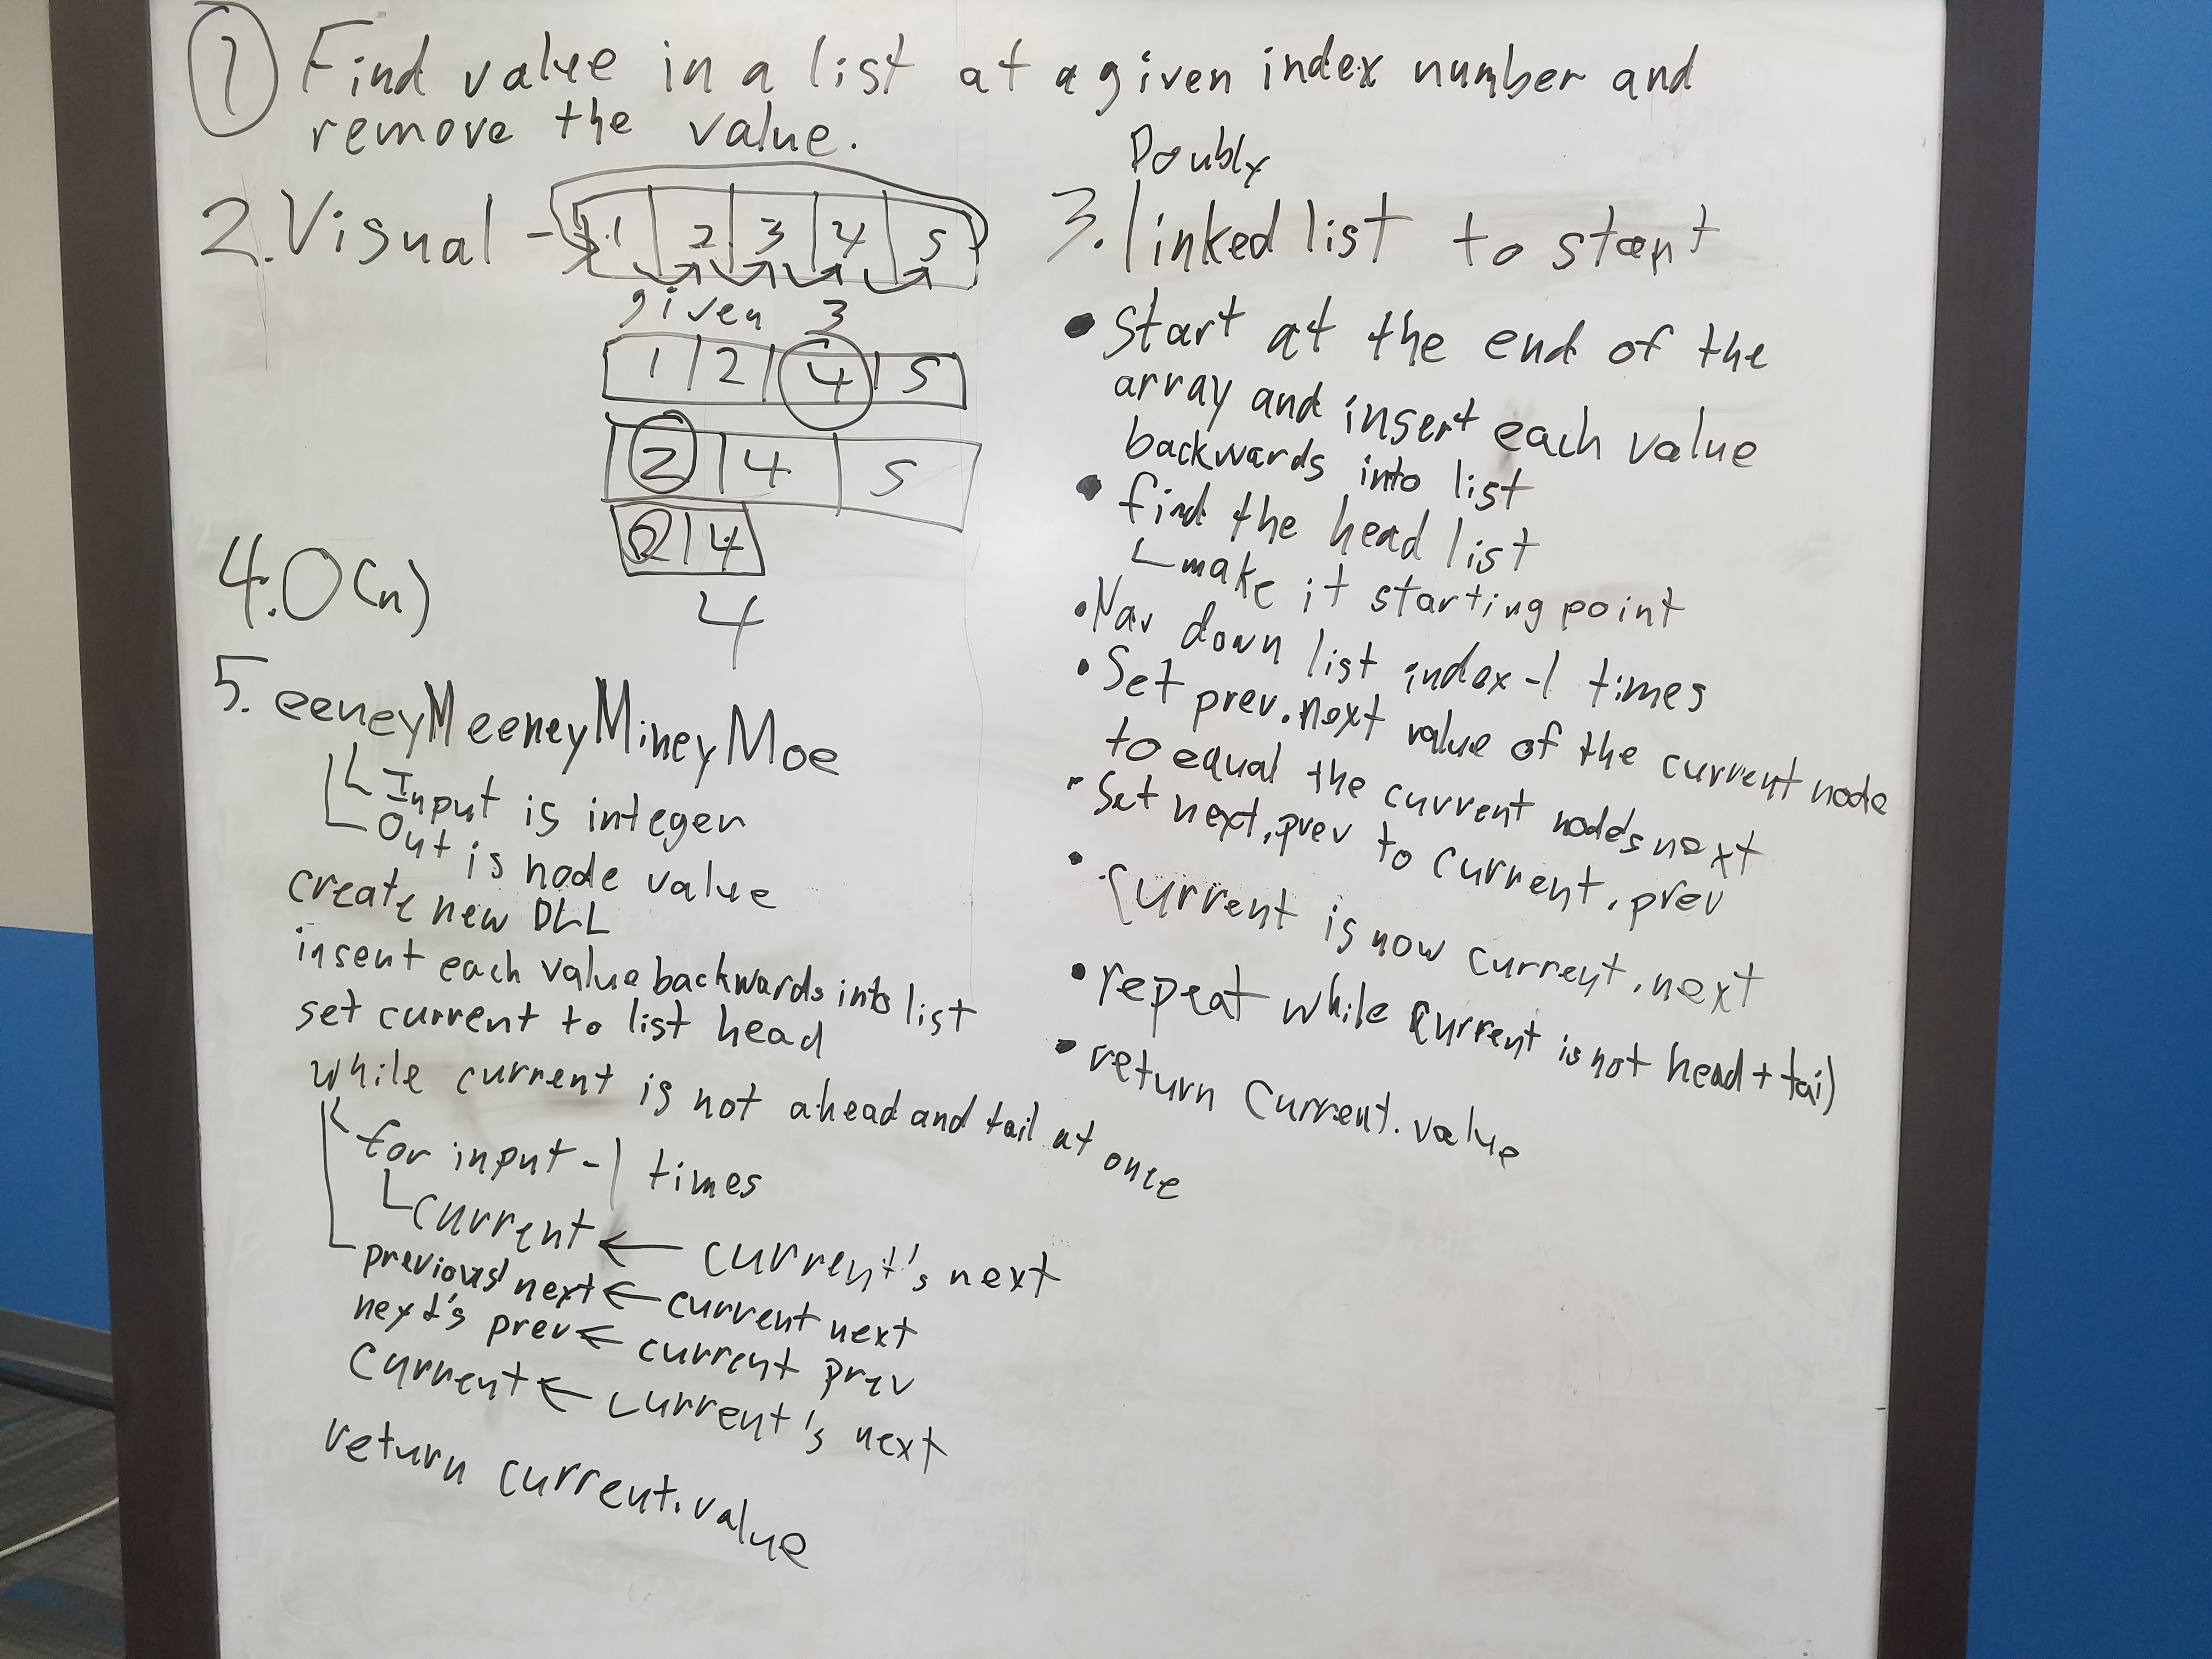 1 Find value in a list at a given index number and
remove the value.
2. Visual -
1 2 3 4 5
given 3
1 2 4 5
2 4 5
2 4
4
4. O(n)
5. eeneyMeeneyMineyMoe
Input is integer
Out is node value
create new DLL
insert each value backwards into list
set current to list head
while current is not a head and tail at once
for input -1 times
current ← current's next
previous' next ← current next
next's prev ← current prev
current ← current's next
return current.value
Doubly
3. linked list to start
• Start at the end of the
array and insert each value
backwards into list
• find the head list
make it starting point
• Nav down list index-1 times
• Set prev.next value of the current node
to equal the current node's next
• Set next.prev to current.prev
• Current is now current.next
• repeat while current is not head + tail
• return Current.value